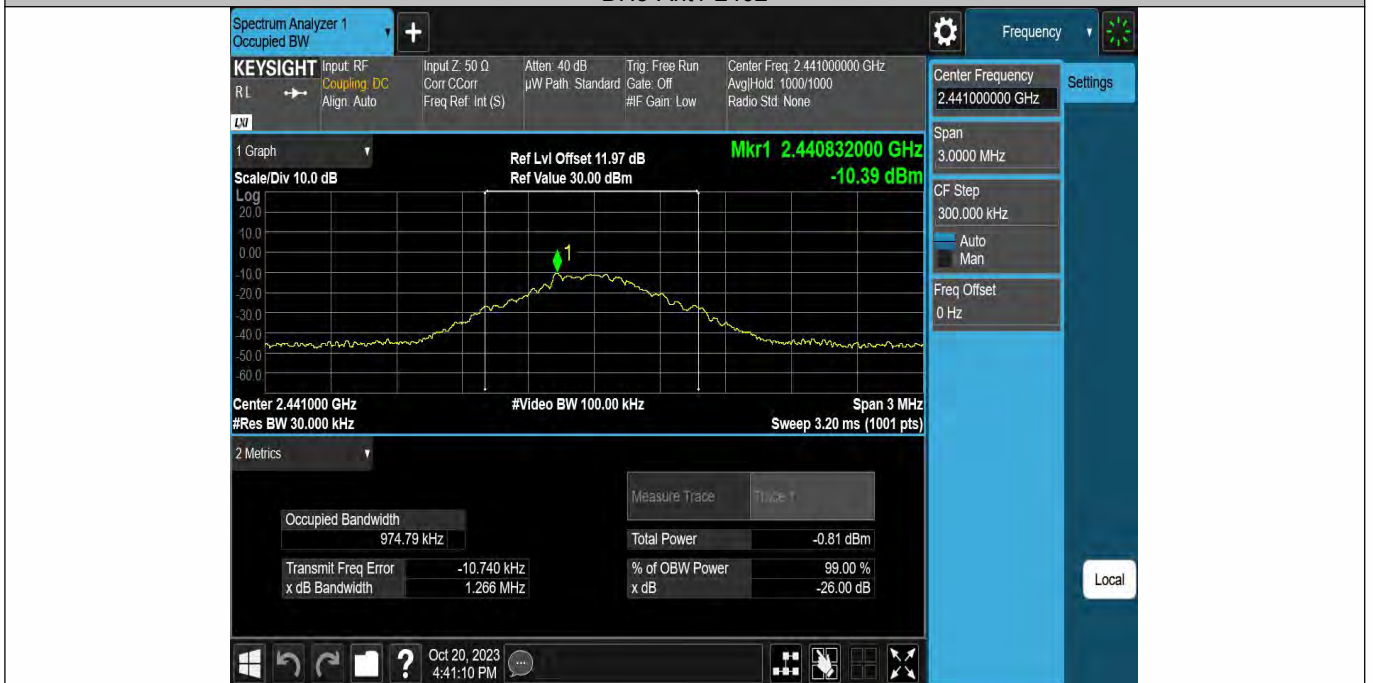 Spectrum Analyzer 1
Occupied BW
+
Frequency
KEYSIGHT
RL
LXI
Input: RF
Coupling: DC
Align: Auto
Input Z: 50 Ω
Corr CCorr
Freq Ref: Int (S)
Atten: 40 dB
µW Path: Standard
Trig: Free Run
Gate: Off
#IF Gain: Low
Center Freq: 2.441000000 GHz
Avg|Hold: 1000/1000
Radio Std: None
Center Frequency
2.441000000 GHz
Settings
Span
3.0000 MHz
CF Step
300.000 kHz
Auto
Man
Freq Offset
0 Hz
1 Graph
Scale/Div 10.0 dB
Ref Lvl Offset 11.97 dB
Ref Value 30.00 dBm
Mkr1 2.440832000 GHz
-10.39 dBm
Log
20.0
10.0
0.00
-10.0
-20.0
-30.0
-40.0
-50.0
-60.0
1
Center 2.441000 GHz
#Res BW 30.000 kHz
#Video BW 100.00 kHz
Span 3 MHz
Sweep 3.20 ms (1001 pts)
2 Metrics
Measure Trace
Trace 1
Occupied Bandwidth
974.79 kHz
Total Power -0.81 dBm
Transmit Freq Error -10.740 kHz
% of OBW Power 99.00 %
x dB Bandwidth 1.266 MHz
x dB -26.00 dB
Local
?
Oct 20, 2023
4:41:10 PM